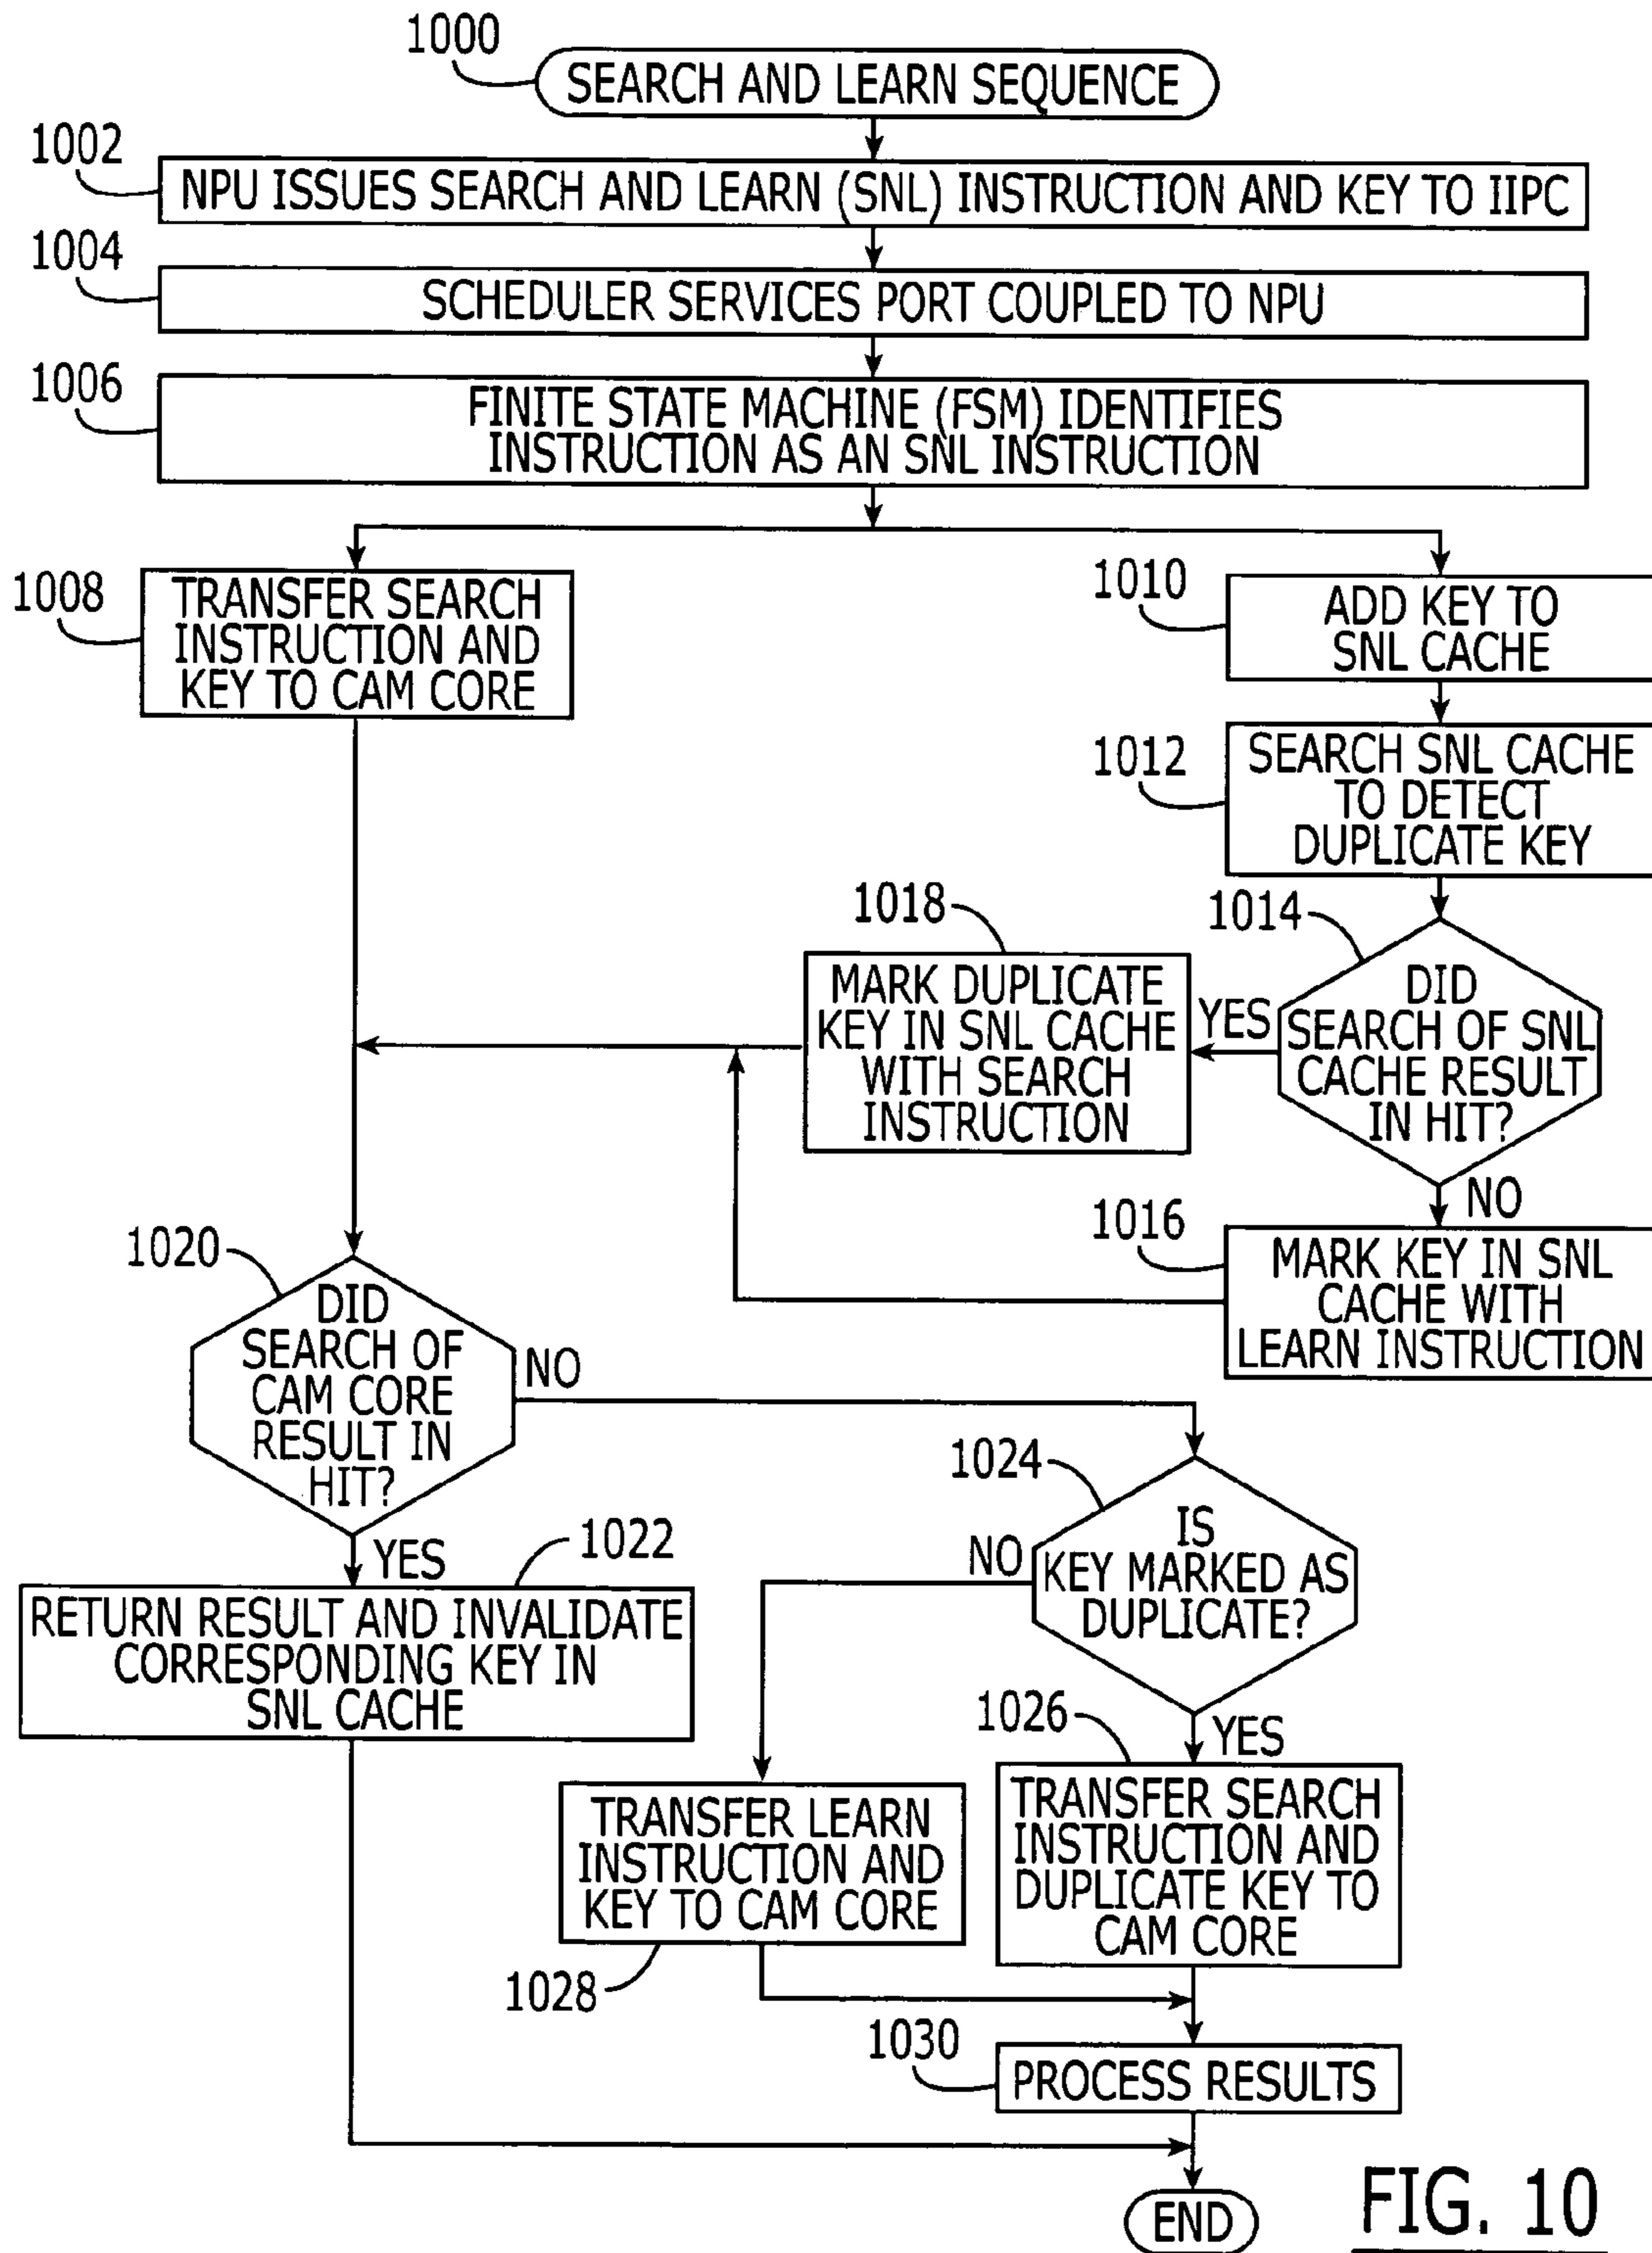 1000
SEARCH AND LEARN SEQUENCE
1002
NPU ISSUES SEARCH AND LEARN (SNL) INSTRUCTION AND KEY TO IIPC
1004
SCHEDULER SERVICES PORT COUPLED TO NPU
1006
FINITE STATE MACHINE (FSM) IDENTIFIES
INSTRUCTION AS AN SNL INSTRUCTION
1008
TRANSFER SEARCH
INSTRUCTION AND
KEY TO CAM CORE
1010
ADD KEY TO
SNL CACHE
1012
SEARCH SNL CACHE
TO DETECT
DUPLICATE KEY
1014
DID
SEARCH OF SNL
CACHE RESULT
IN HIT?
YES
NO
1018
MARK DUPLICATE
KEY IN SNL CACHE
WITH SEARCH
INSTRUCTION
1016
MARK KEY IN SNL
CACHE WITH
LEARN INSTRUCTION
1020
DID
SEARCH OF
CAM CORE
RESULT IN
HIT?
NO
YES
1022
RETURN RESULT AND INVALIDATE
CORRESPONDING KEY IN
SNL CACHE
1024
IS
KEY MARKED AS
DUPLICATE?
NO
YES
1026
TRANSFER SEARCH
INSTRUCTION AND
DUPLICATE KEY TO
CAM CORE
TRANSFER LEARN
INSTRUCTION AND
KEY TO CAM CORE
1028
1030
PROCESS RESULTS
END
FIG. 10